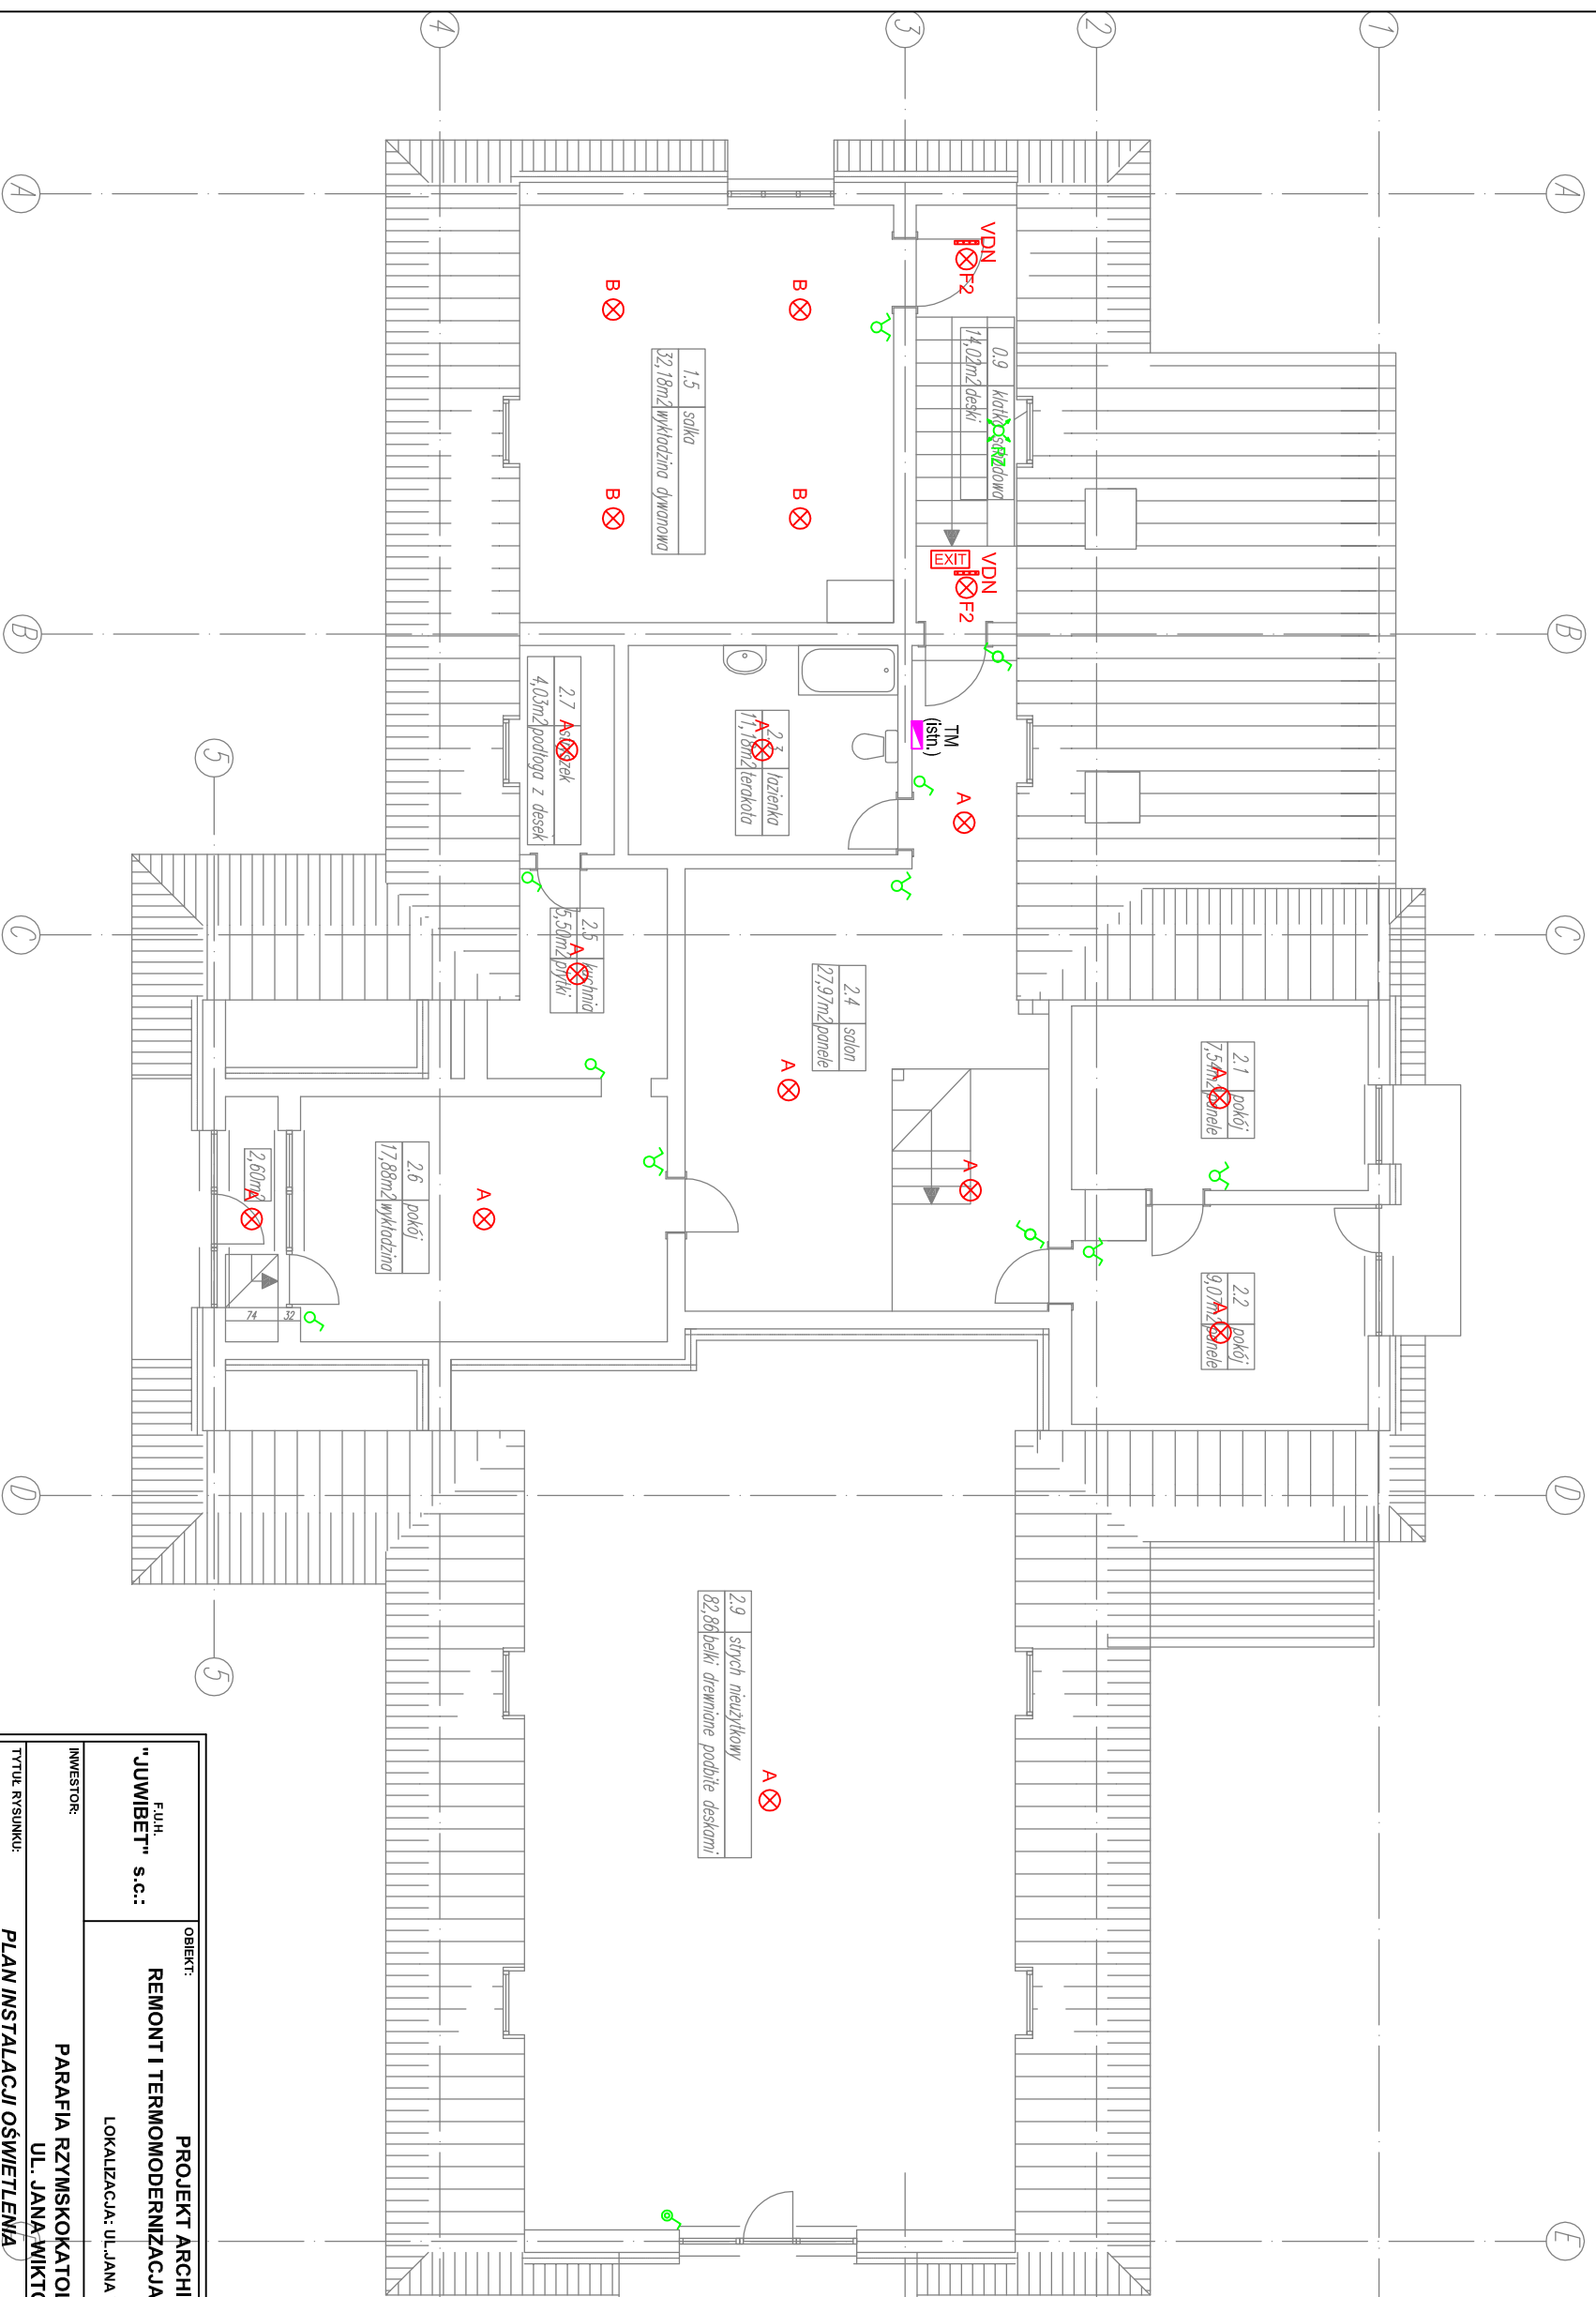 1
2
3
4
A
A
VDN
F2
B
B
B
B
0.9 klatka schodowa
14,02m2 deski
RZ
1.5 salka
32,18m2 wykładzina dywanowa
EXIT
VDN
F2
B
B
TM
(istn.)
A
2.3 łazienka
11,18m2 terakota
A
2.7
4,03m2 podłoga z desek
A
5
C
C
2.5 kuchnia
5,50m2 płytki
A
2.4 salon
27,97m2 panele
A
A
2.1 pokój
7,54m2 panele
A
2.2 pokój
9,07m2 panele
A
2.6 pokój
17,88m2 wykładzina
A
2,60m2
A
74
32
D
D
5
2.9 strych nieużytkowy
82,86 belki drewniane podbite deskami
A
E
F.U.H.
"JUWIBET" s.c.:
OBIEKT:
PROJEKT ARCHI
REMONT I TERMOMODERNIZACJA
LOKALIZACJA: UL.JANA
INWESTOR:
PARAFIA RZYMSKOKATOL
UL. JANA WIKTO
TYTUŁ RYSUNKU:
PLAN INSTALACJI OŚWIETLENIA